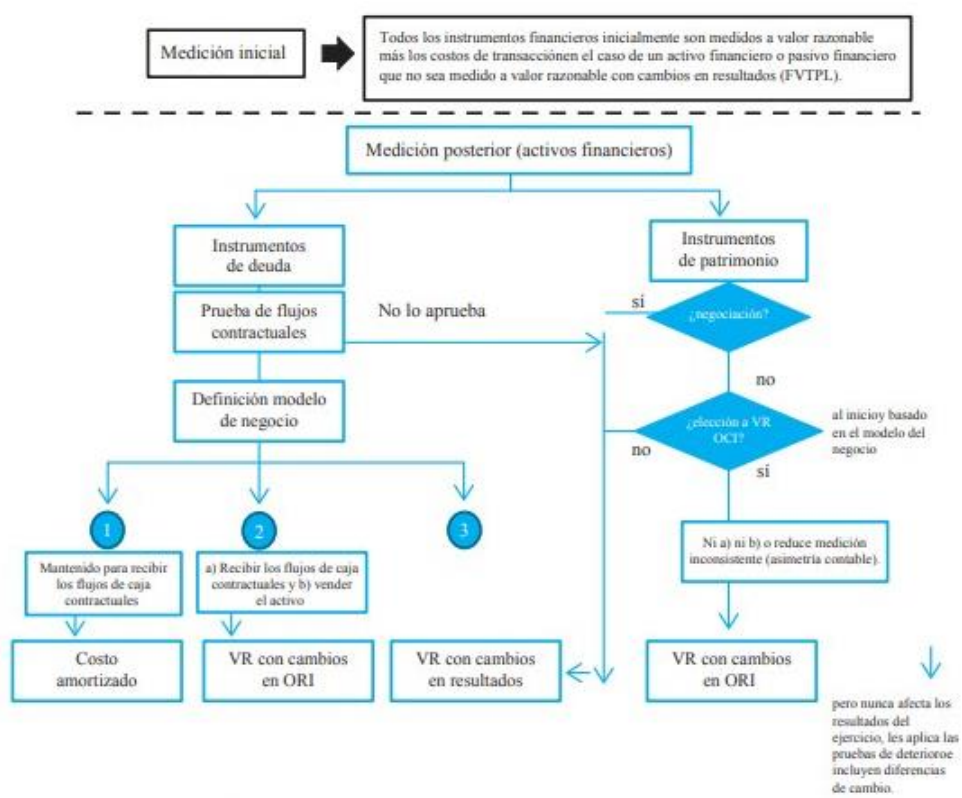 Medición inicial
Todos los instrumentos financieros inicialmente son medidos a valor razonable
más los costos de transacciónen el caso de un activo financiero o pasivo financiero
que no sea medido a valor razonable con cambios en resultados (FVTPL).
Medición posterior (activos financieros)
Instrumentos
de deuda
Instrumentos
de patrimonio
Prueba de flujos
contractuales
No lo aprueba
sí
¿negociación?
no
Definición modelo
de negocio
¿elección a VR
OCI?
al inicioy basado
en el modelo del
negocio
no
sí
1
2
3
Mantenido para recibir
los flujos de caja
contractuales
a) Recibir los flujos de caja
contractuales y b) vender
el activo
Ni a) ni b) o reduce medición
inconsistente (asimetría contable).
Costo
amortizado
VR con cambios
en ORI
VR con cambios
en resultados
VR con cambios
en ORI
pero nunca afecta los
resultados del
ejercicio, les aplica las
pruebas de deterioroe
incluyen diferencias
de cambio.